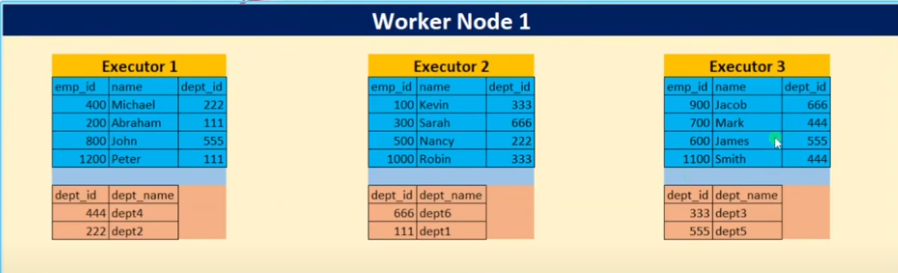 Worker Node 1
Executor 1 Executor 2 Executor 3
emp_id name dept_id emp_id name dept_id emp_id name dept_id
400 Michael 222 100 Kevin 333 900 Jacob 666
200 Abraham 111 300 Sarah 666 700 Mark 444
800 John 555 500 Nancy 222 600 James 555
1200 Peter 111 1000 Robin 333 1100 Smith 444
dept_id dept_name dept_id dept_name dept_id dept_name
444 dept4 666 dept6 333 dept3
222 dept2 111 dept1 555 dept5